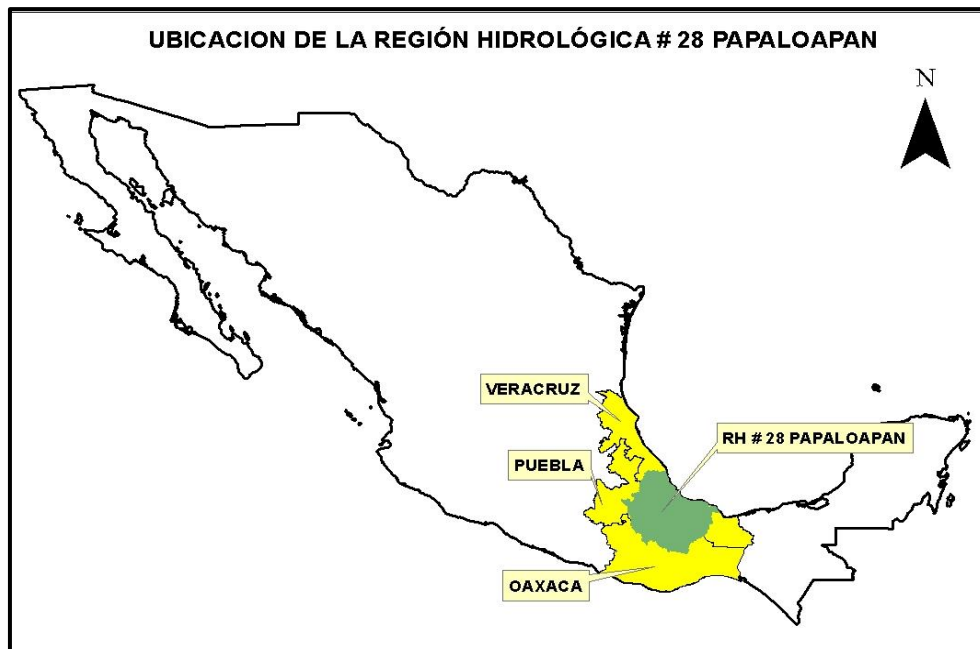 UBICACION DE LA REGIÓN HIDROLÓGICA # 28 PAPALOAPAN
N
VERACRUZ
RH # 28 PAPALOAPAN
PUEBLA
OAXACA